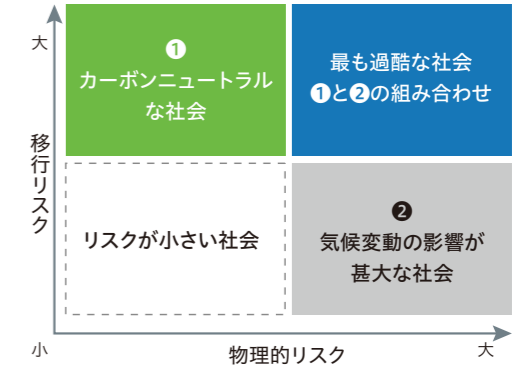 大
❶
カーボンニュートラル
な社会
最も過酷な社会
❶と❷の組み合わせ
移行リスク
リスクが小さい社会
❷
気候変動の影響が
甚大な社会
小
物理的リスク
大